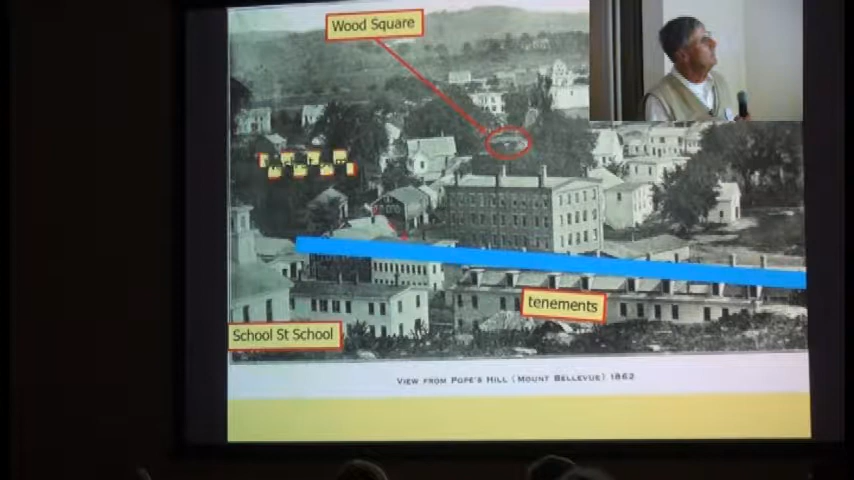 Wood Square
tenements
School St School
VIEW FROM POPE'S HILL (MOUNT BELLEVUE) 1862